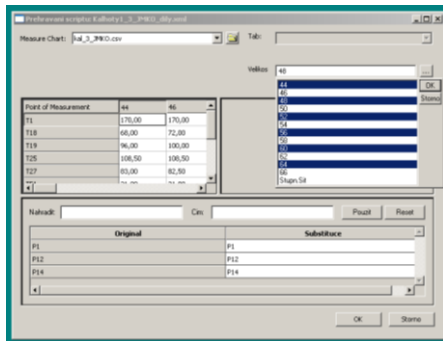 Prehravani scriptu: Kalhoty1_3_JMKO_dily.xml
Measure Chart: kal_3_JMKO.csv
Tab:
Velikos 48
44
46
48
50
52
54
56
58
60
62
64
66
Stupn.Sit
OK
Storno
Point of Measurement 44 46
T1 170,00 170,00
T18 68,00 72,00
T19 96,00 100,00
T25 108,50 108,50
T27 83,00 82,50
Nahradit: Cim: Pouzit Reset
Original Substituce
P1 P1
P12 P12
P14 P14
OK Storno